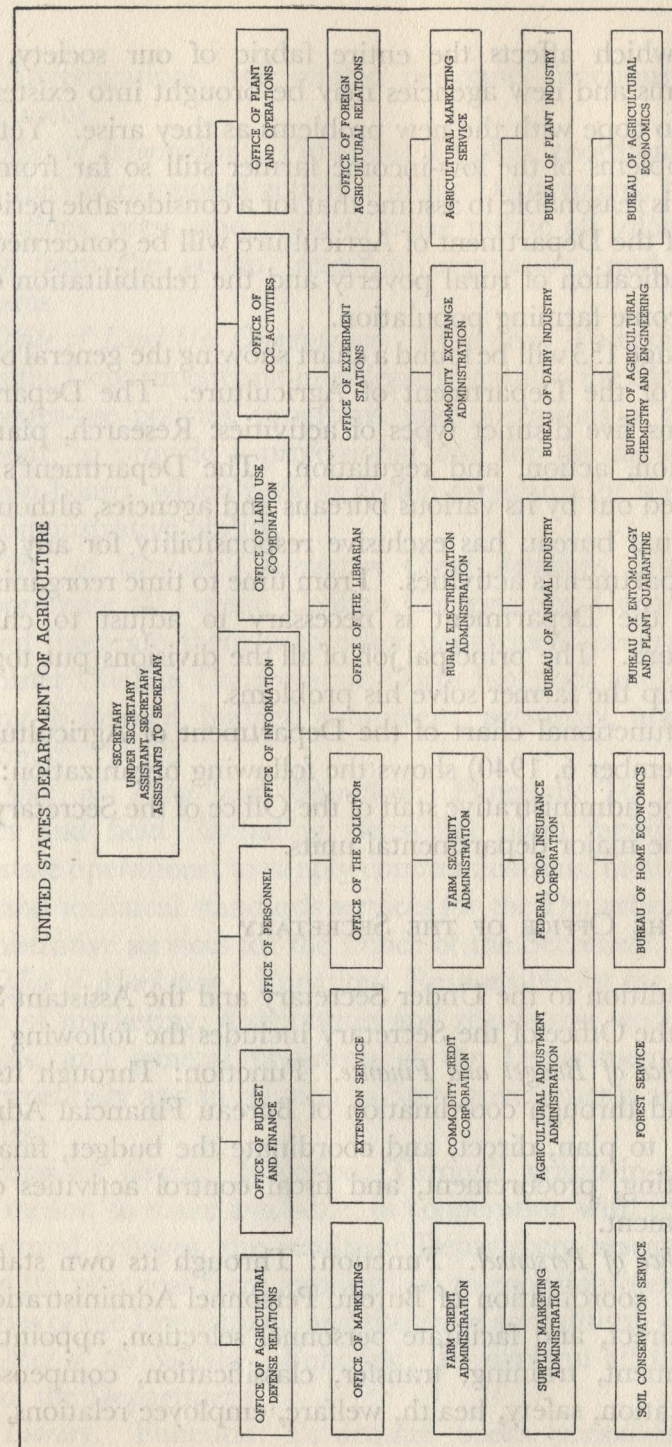 UNITED STATES DEPARTMENT OF AGRICULTURE
SECRETARY
UNDER SECRETARY
ASSISTANT SECRETARY
ASSISTANTS TO SECRETARY
OFFICE OF AGRICULTURAL
DEFENSE RELATIONS
OFFICE OF BUDGET
AND FINANCE
OFFICE OF PERSONNEL
OFFICE OF INFORMATION
OFFICE OF LAND USE
COORDINATION
OFFICE OF
CCC ACTIVITIES
OFFICE OF PLANT
AND OPERATIONS
OFFICE OF MARKETING
EXTENSION SERVICE
OFFICE OF THE SOLICITOR
OFFICE OF THE LIBRARIAN
OFFICE OF EXPERIMENT
STATIONS
OFFICE OF FOREIGN
AGRICULTURAL RELATIONS
FARM CREDIT
ADMINISTRATION
COMMODITY CREDIT
CORPORATION
FARM SECURITY
ADMINISTRATION
RURAL ELECTRIFICATION
ADMINISTRATION
COMMODITY EXCHANGE
ADMINISTRATION
AGRICULTURAL MARKETING
SERVICE
SURPLUS MARKETING
ADMINISTRATION
AGRICULTURAL ADJUSTMENT
ADMINISTRATION
FEDERAL CROP INSURANCE
CORPORATION
BUREAU OF ANIMAL INDUSTRY
BUREAU OF DAIRY INDUSTRY
BUREAU OF PLANT INDUSTRY
SOIL CONSERVATION SERVICE
FOREST SERVICE
BUREAU OF HOME ECONOMICS
BUREAU OF ENTOMOLOGY
AND PLANT QUARANTINE
BUREAU OF AGRICULTURAL
CHEMISTRY AND ENGINEERING
BUREAU OF AGRICULTURAL
ECONOMICS